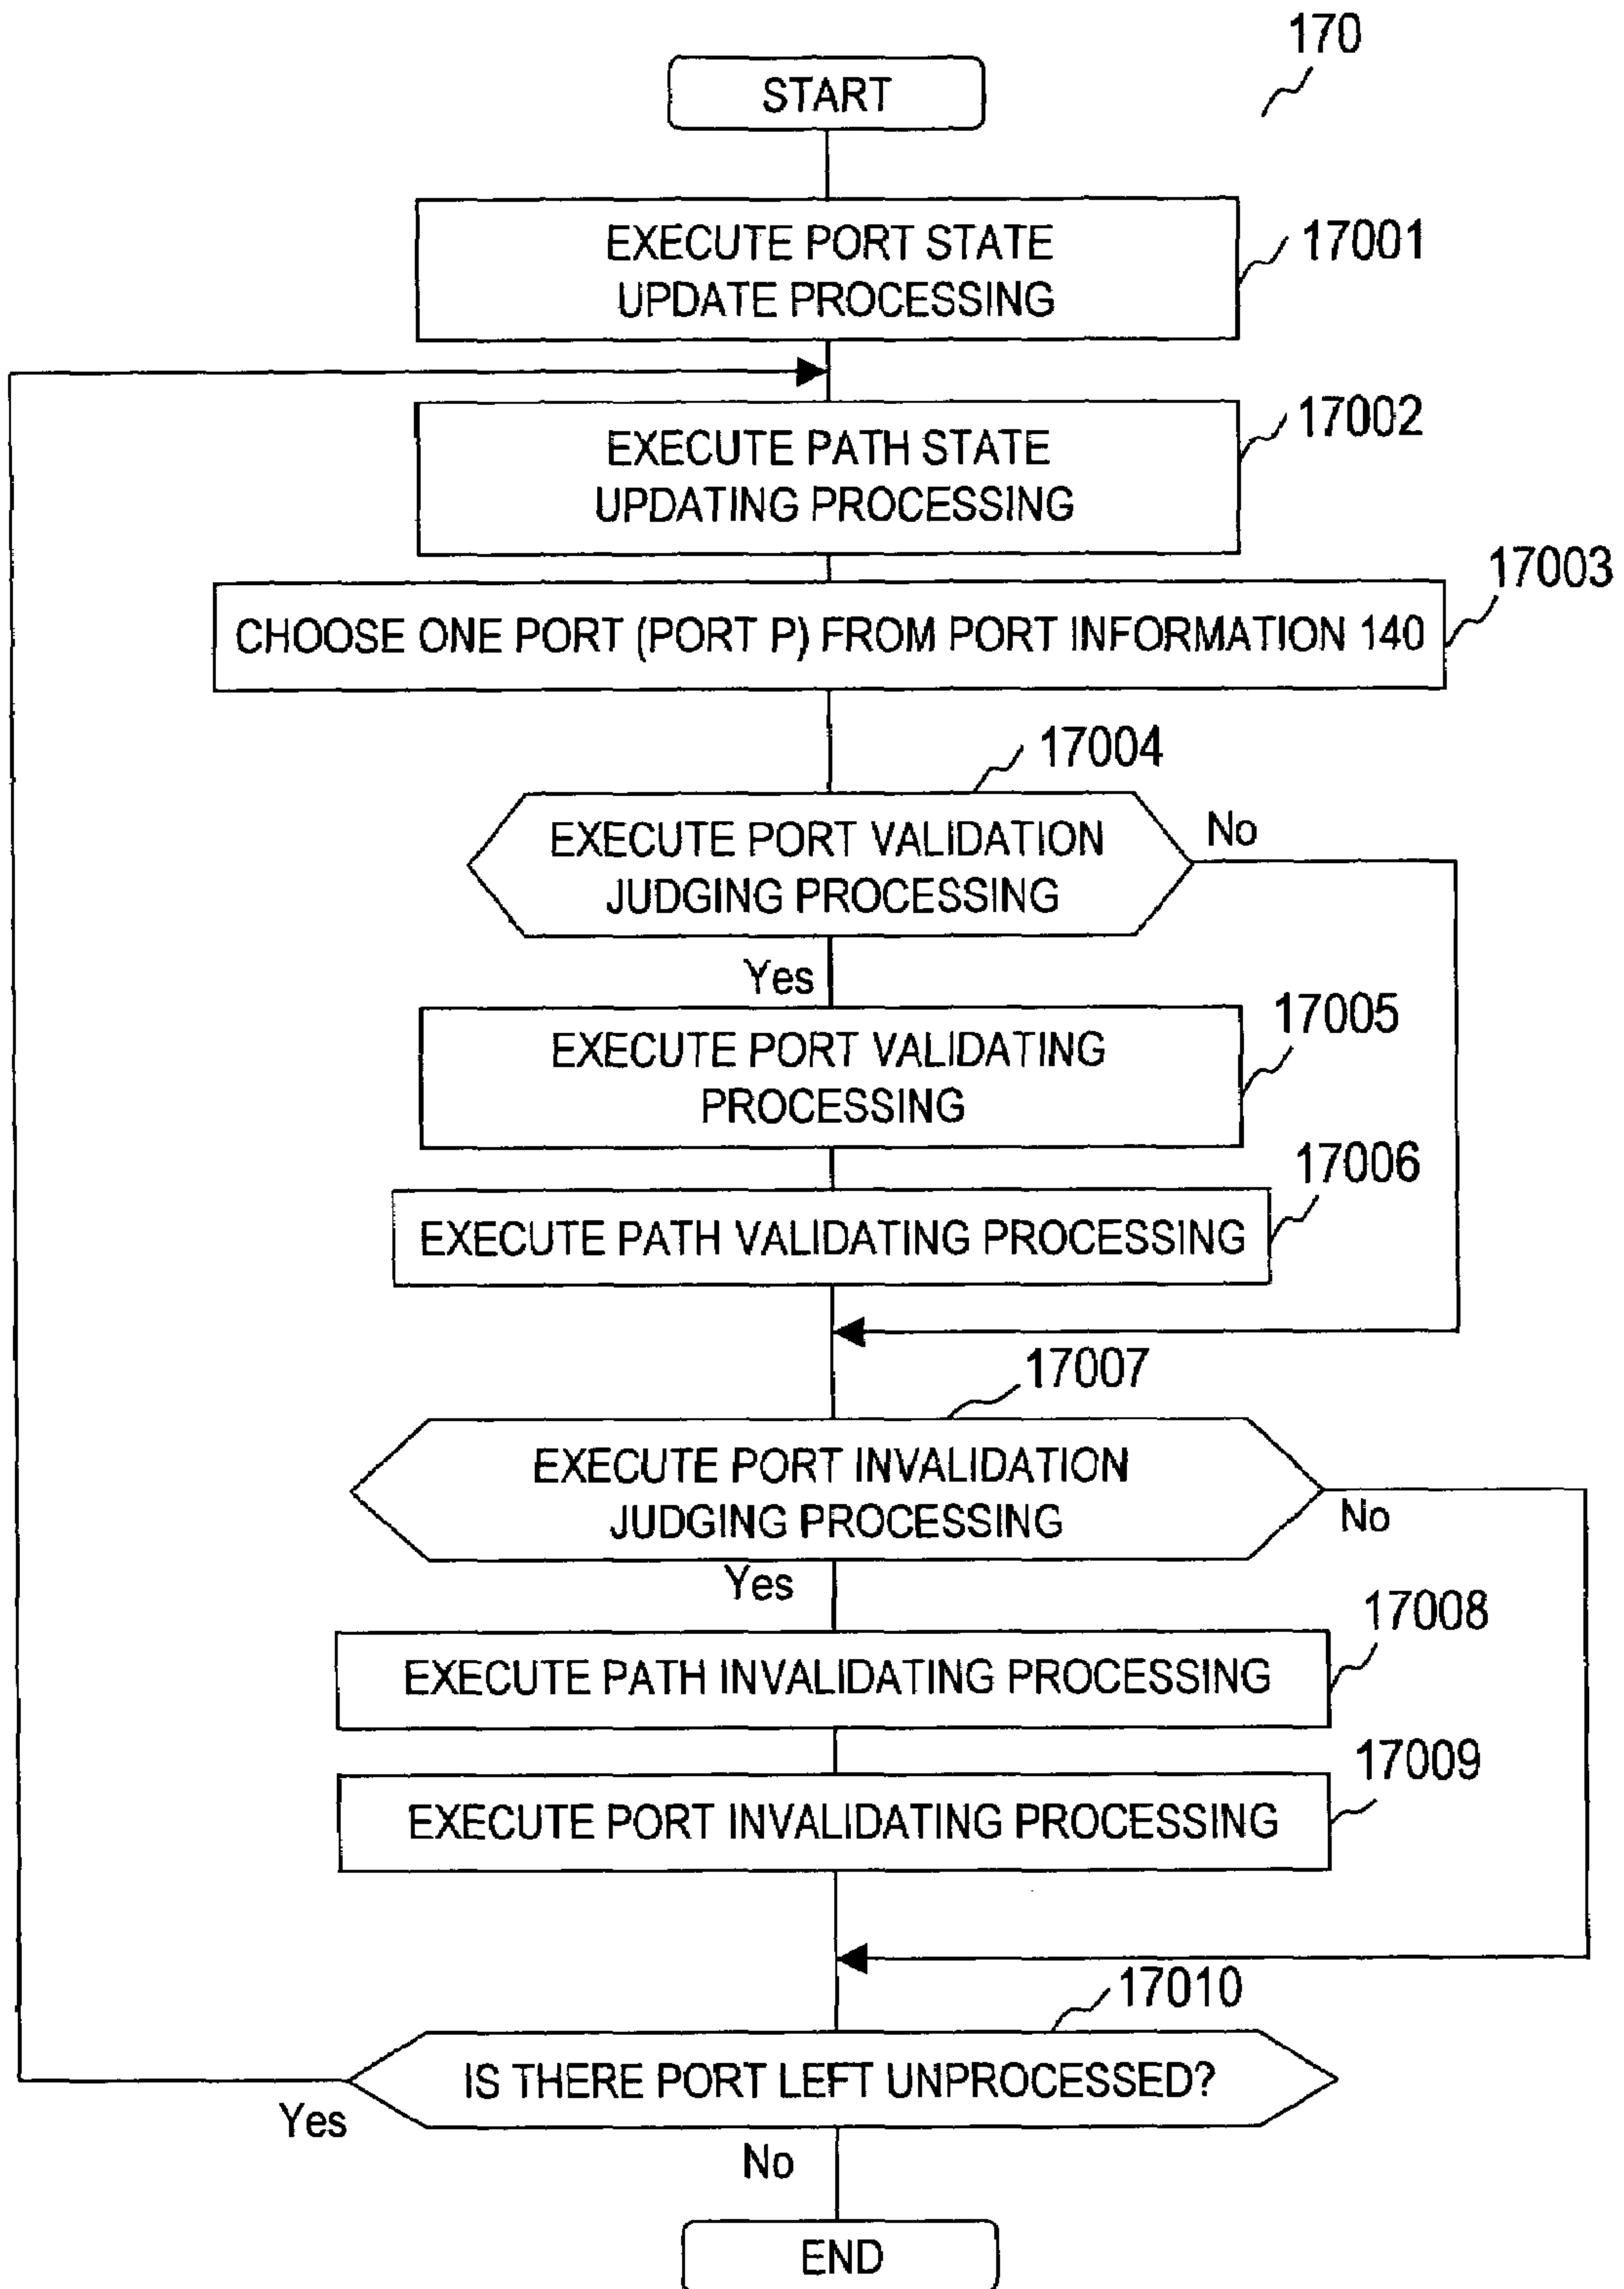 170
START
EXECUTE PORT STATE
UPDATE PROCESSING
17001
EXECUTE PATH STATE
UPDATING PROCESSING
17002
17003
CHOOSE ONE PORT (PORT P) FROM PORT INFORMATION 140
17004
EXECUTE PORT VALIDATION
JUDGING PROCESSING
No
Yes
EXECUTE PORT VALIDATING
PROCESSING
17005
17006
EXECUTE PATH VALIDATING PROCESSING
17007
EXECUTE PORT INVALIDATION
JUDGING PROCESSING
No
Yes
17008
EXECUTE PATH INVALIDATING PROCESSING
17009
EXECUTE PORT INVALIDATING PROCESSING
17010
IS THERE PORT LEFT UNPROCESSED?
Yes
No
END